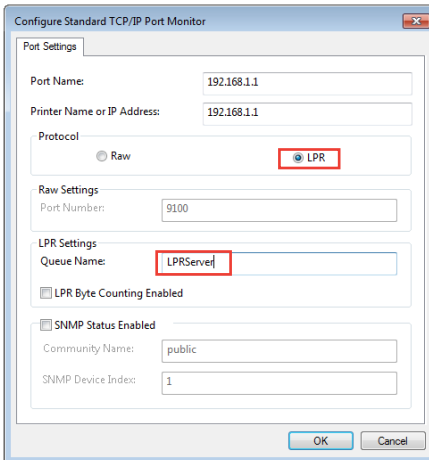 Configure Standard TCP/IP Port Monitor
Port Settings
Port Name: 192.168.1.1
Printer Name or IP Address: 192.168.1.1
Protocol
Raw LPR
Raw Settings
Port Number: 9100
LPR Settings
Queue Name: LPRServer
LPR Byte Counting Enabled
SNMP Status Enabled
Community Name: public
SNMP Device Index: 1
OK Cancel